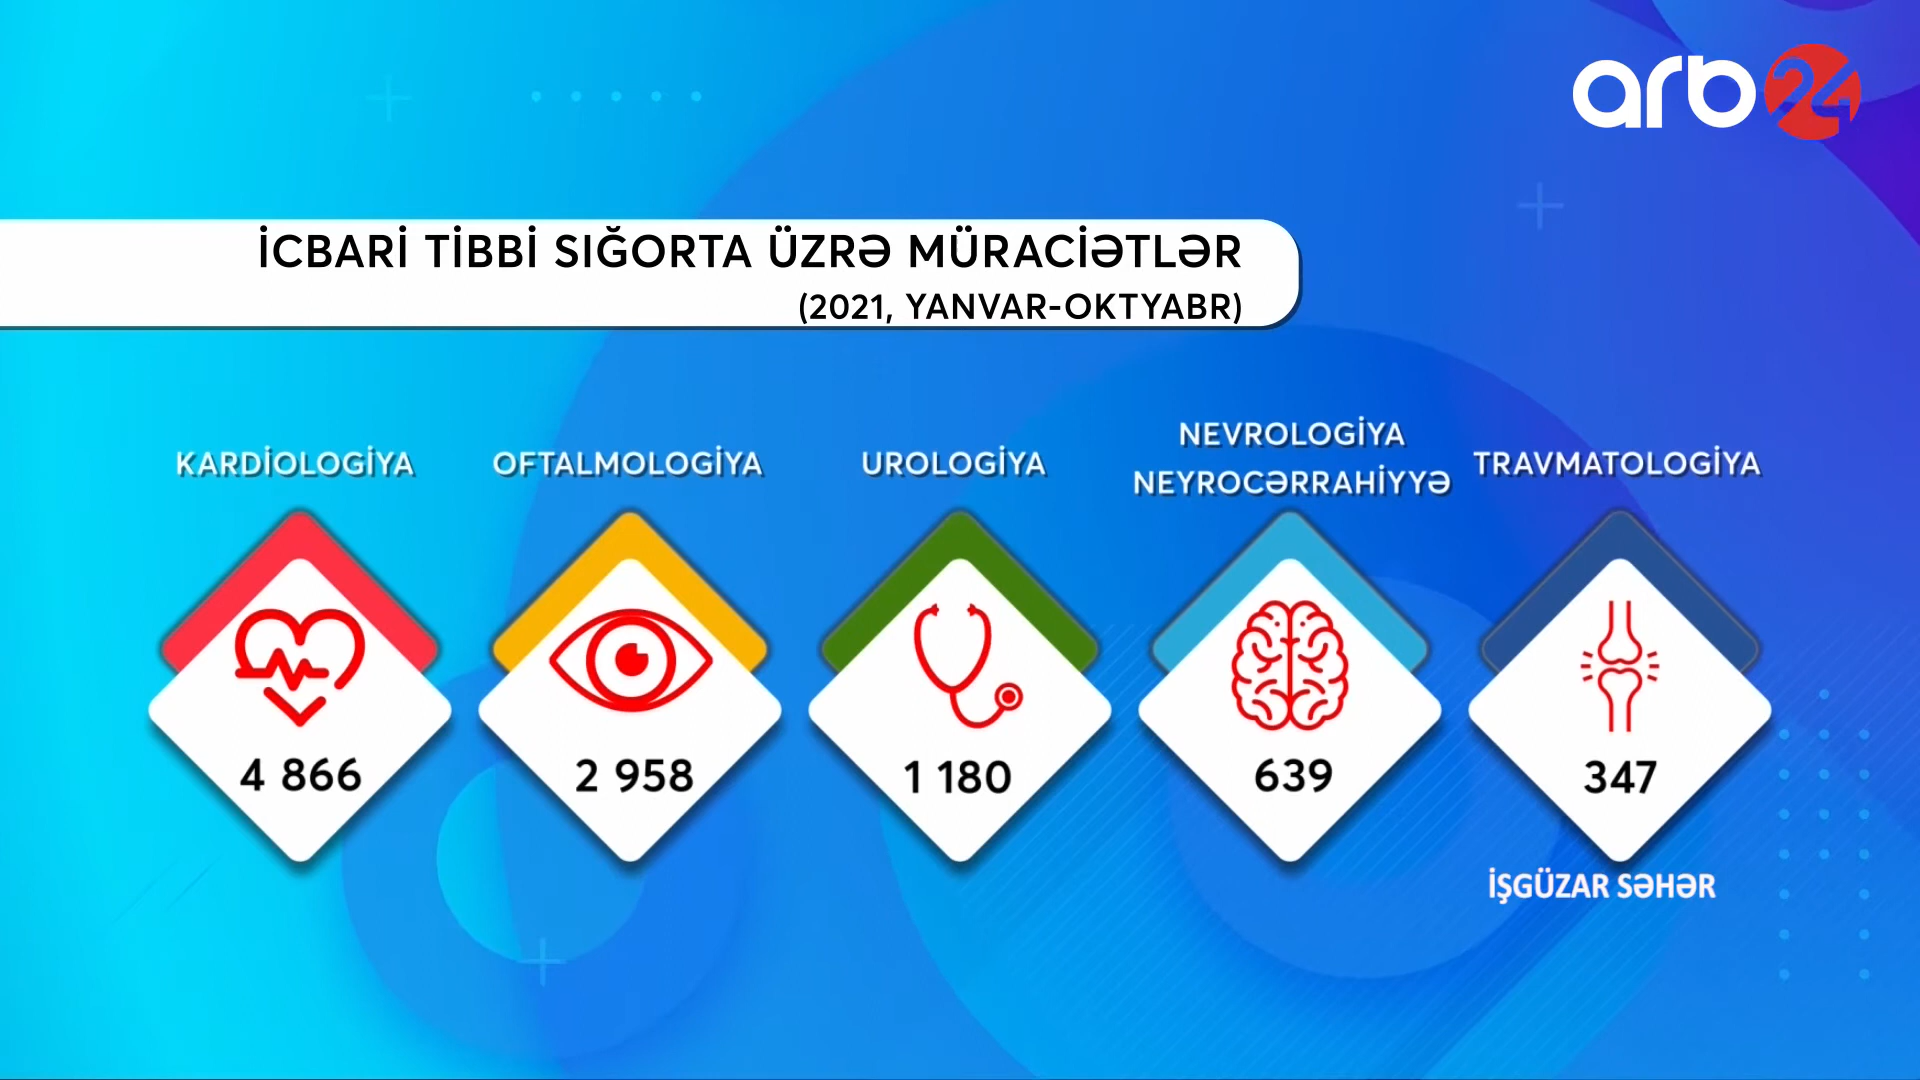 arb24
İCBARİ TİBBİ SIĞORTA ÜZRƏ MÜRACİƏTLƏR
(2021, YANVAR-OKTYABR)
KARDİOLOGİYA
4 866
OFTALMOLOGİYA
2 958
UROLOGİYA
1 180
NEVROLOGİYA
NEYROCƏRRAHİYYƏ
639
TRAVMATOLOGİYA
347
İŞGÜZAR SƏHƏR